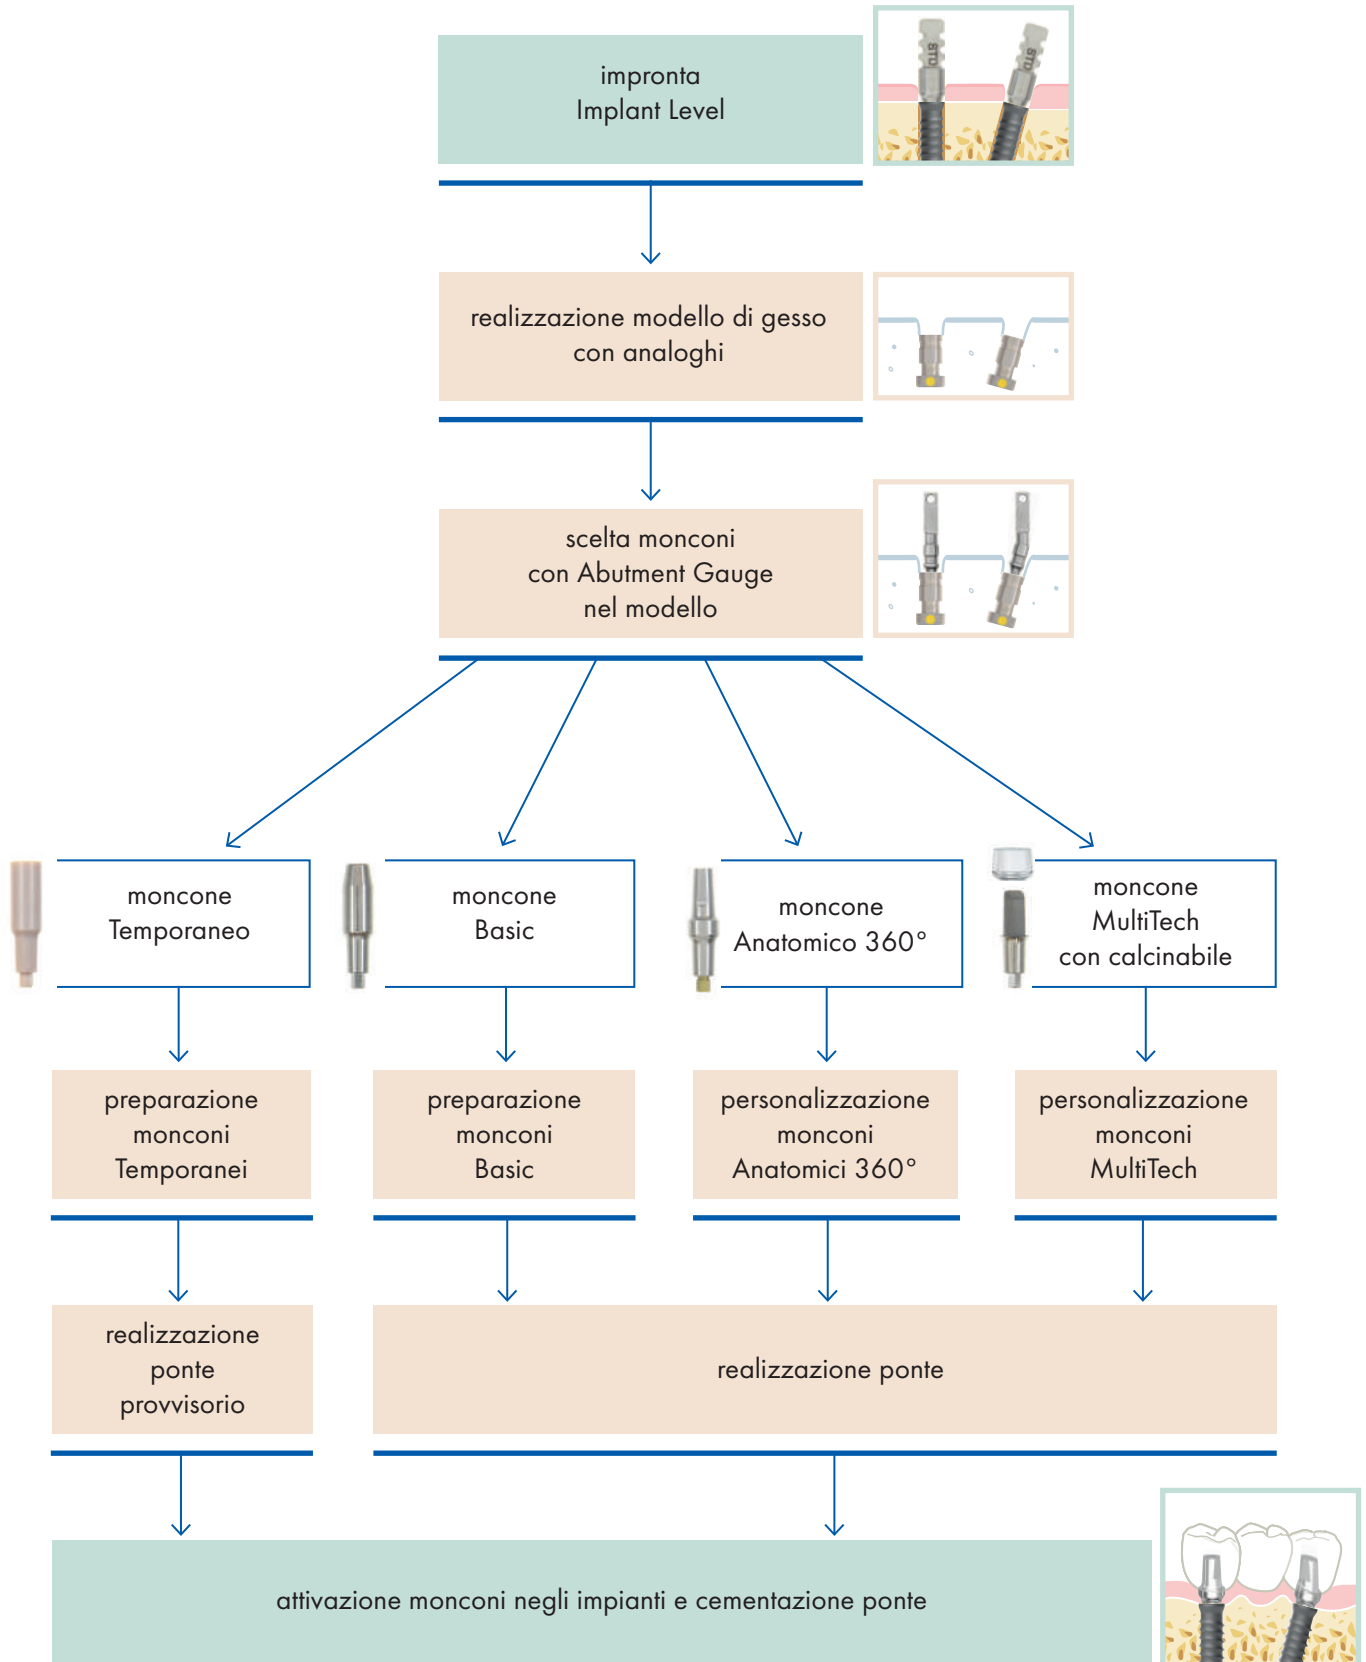 impronta
Implant Level
STD
STD
realizzazione modello di gesso
con analoghi
scelta monconi
con Abutment Gauge
nel modello
moncone
Temporaneo
moncone
Basic
moncone
Anatomico 360°
moncone
MultiTech
con calcinabile
preparazione
monconi
Temporanei
preparazione
monconi
Basic
personalizzazione
monconi
Anatomici 360°
personalizzazione
monconi
MultiTech
realizzazione
ponte
provvisorio
realizzazione ponte
attivazione monconi negli impianti e cementazione ponte